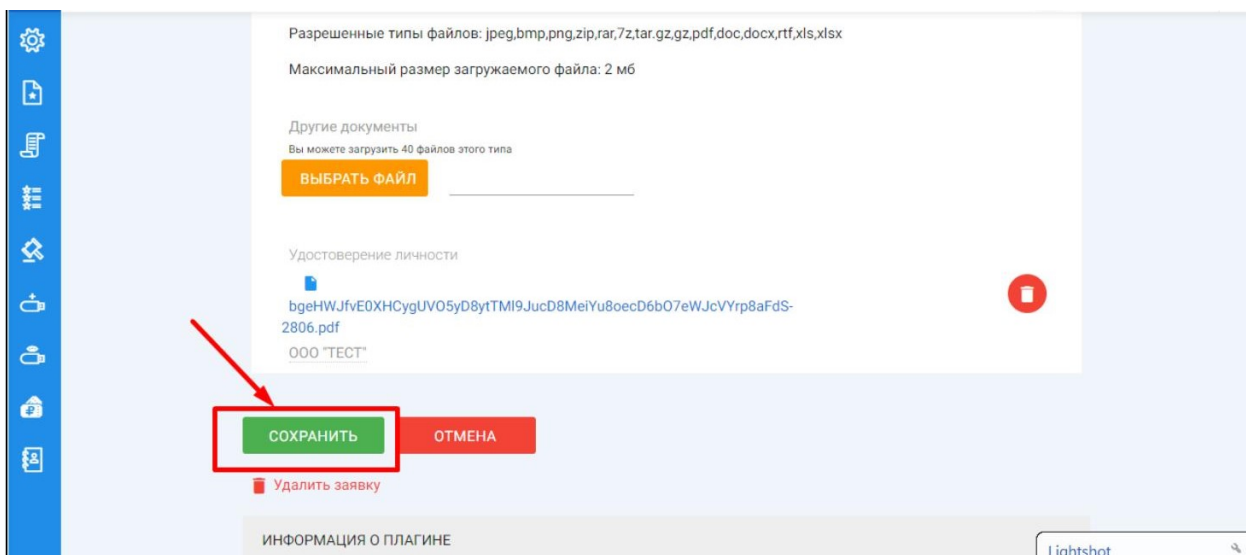 Разрешенные типы файлов: jpeg,bmp,png,zip,rar,7z,tar.gz,gz,pdf,doc,docx,rtf,xls,xlsx
Максимальный размер загружаемого файла: 2 мб
Другие документы
Вы можете загрузить 40 файлов этого типа
ВЫБРАТЬ ФАЙЛ
Удостоверение личности
bgeHWJfvE0XHCygUVO5yD8ytTMl9JucD8MeiYu8oecD6bO7eWJcVYrp8aFdS-
2806.pdf
ООО "ТЕСТ"
СОХРАНИТЬ ОТМЕНА
Удалить заявку
ИНФОРМАЦИЯ О ПЛАГИНЕ
Lightshot